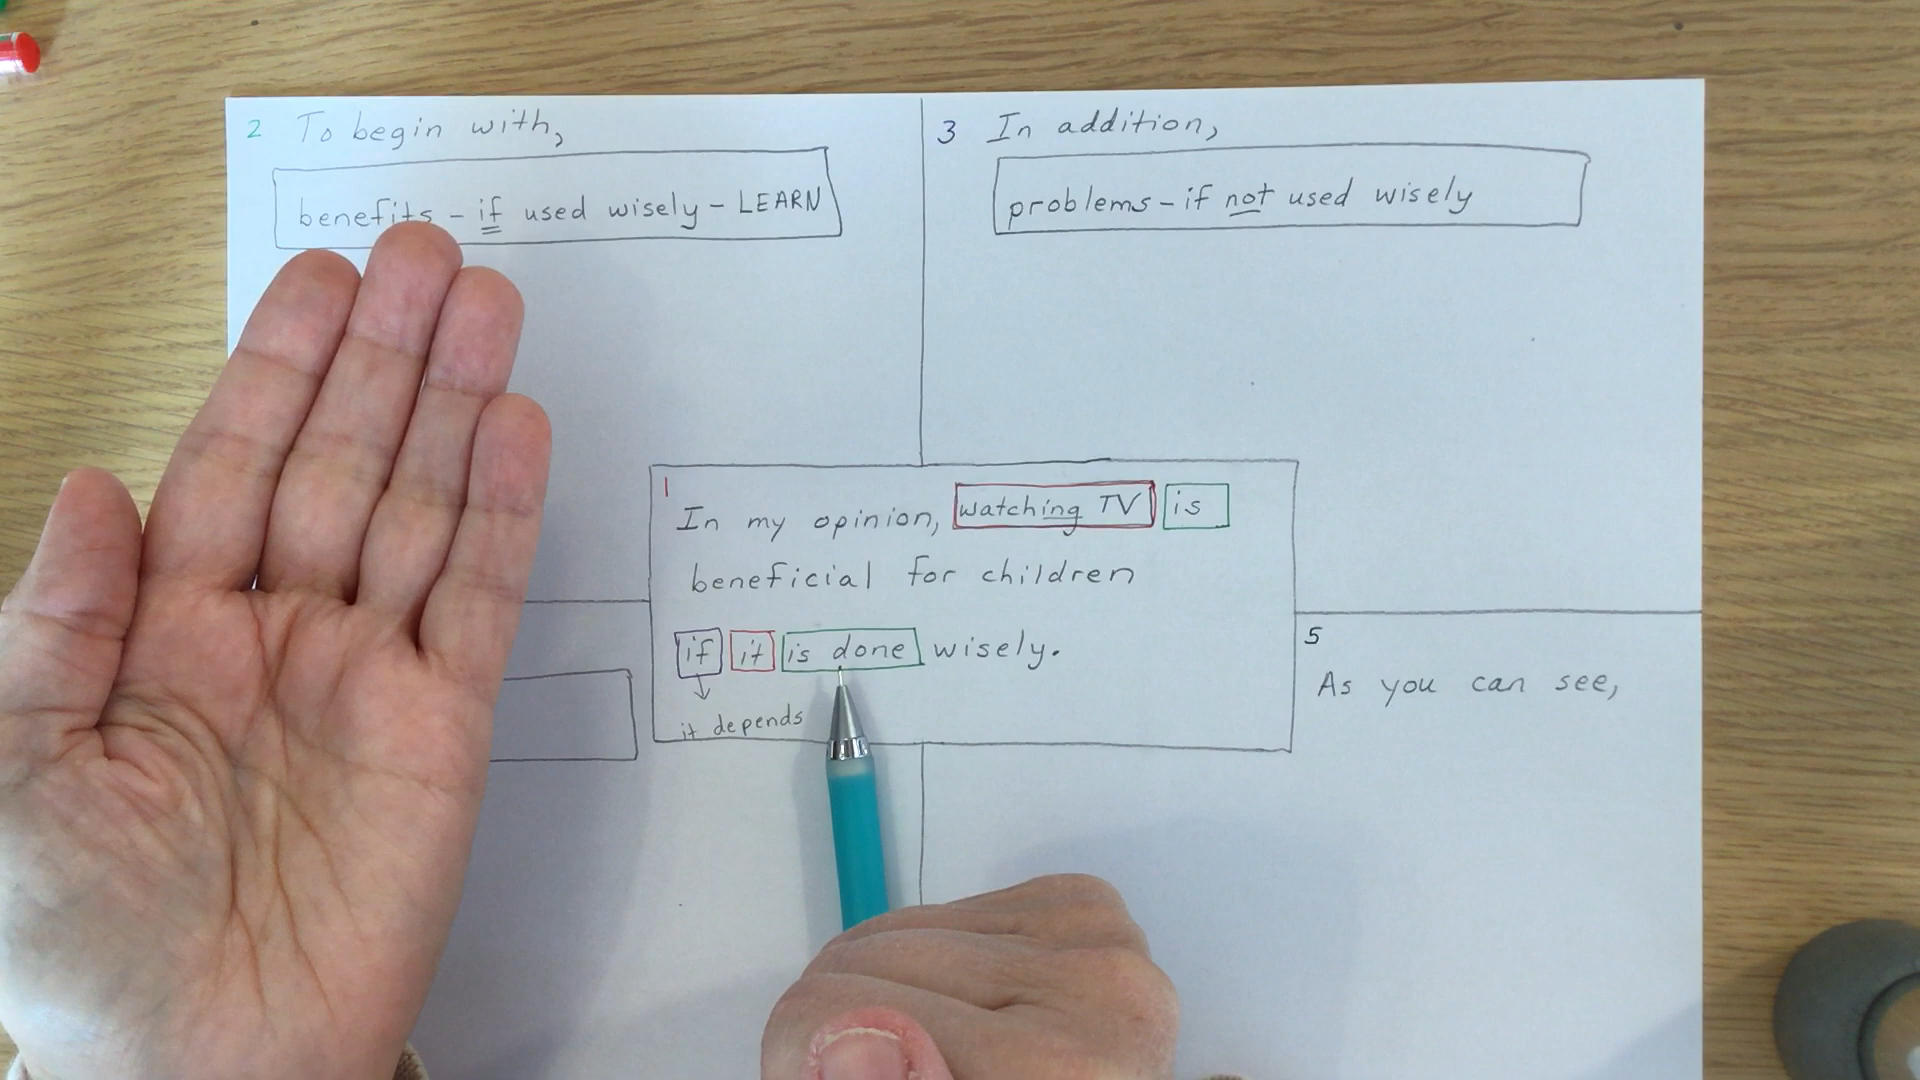 2 To begin with,
benefits - if used wisely - LEARN
3 In addition,
problems - if not used wisely
1
In my opinion, watching TV is
beneficial for children
if it is done wisely.
it depends
5
As you can see,